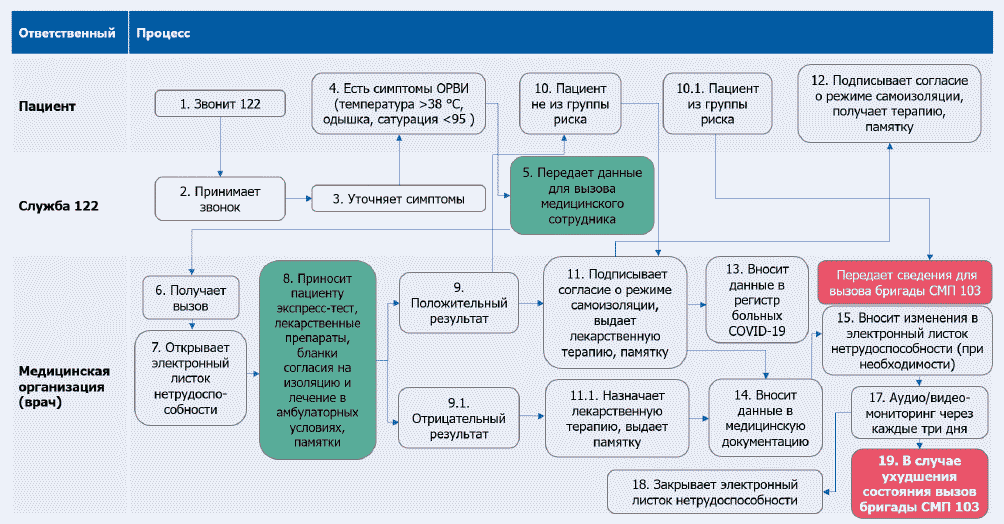 Ответственный
Процесс
Пациент
1. Звонит 122
4. Есть симптомы ОРВИ
(температура >38 °С,
одышка, сатурация <95 )
10. Пациент
не из группы
риска
10.1. Пациент
из группы
риска
12. Подписывает согласие
о режиме самоизоляции,
получает терапию,
памятку
Служба 122
2. Принимает
звонок
3. Уточняет симптомы
5. Передает данные
для вызова
медицинского
сотрудника
Медицинская
организация
(врач)
6. Получает
вызов
7. Открывает
электронный
листок
нетрудоспо-
собности
8. Приносит
пациенту
экспресс-тест,
лекарственные
препараты,
бланки
согласия на
изоляцию и
лечение в
амбулаторных
условиях,
памятки
9.
Положительный
результат
9.1.
Отрицательный
результат
11. Подписывает
согласие о режиме
самоизоляции,
выдает
лекарственную
терапию, памятку
11.1. Назначает
лекарственную
терапию, выдает
памятку
13. Вносит
данные в
регистр
больных
COVID-19
14. Вносит
данные в
медицинскую
документацию
Передает сведения для
вызова бригады СМП 103
15. Вносит изменения в
электронный листок
нетрудоспособности (при
необходимости)
17. Аудио/видео-
мониторинг через
каждые три дня
18. Закрывает электронный
листок нетрудоспособности
19. В случае
ухудшения
состояния вызов
бригады СМП 103